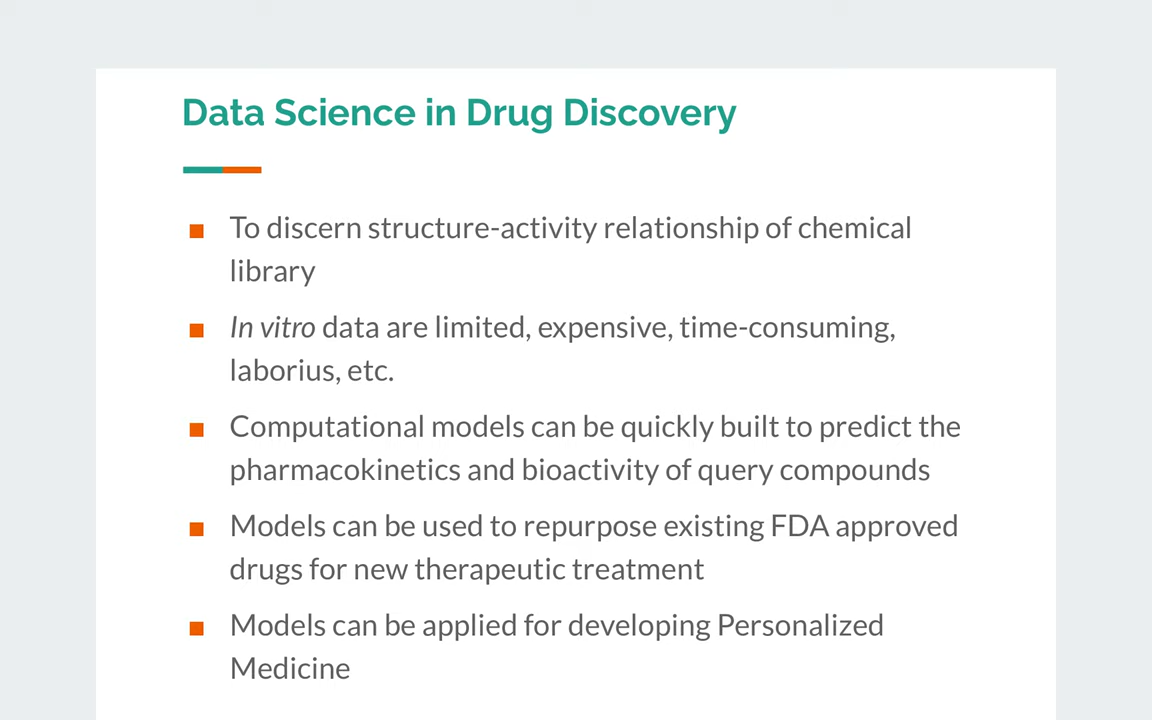 Data Science in Drug Discovery
To discern structure-activity relationship of chemical
library
In vitro data are limited, expensive, time-consuming,
laborius, etc.
Computational models can be quickly built to predict the
pharmacokinetics and bioactivity of query compounds
Models can be used to repurpose existing FDA approved
drugs for new therapeutic treatment
Models can be applied for developing Personalized
Medicine